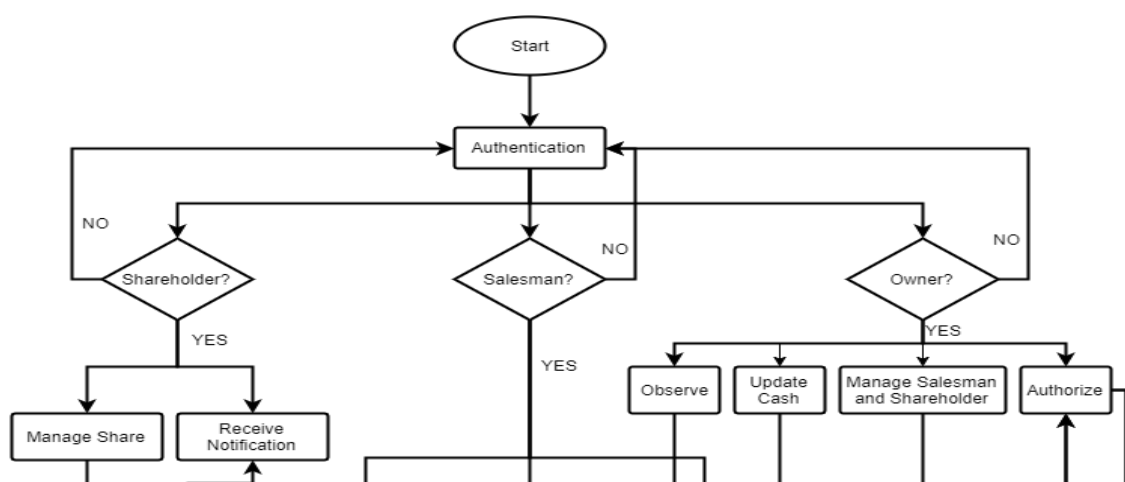 Start
Authentication
NO
NO
NO
Shareholder?
Salesman?
Owner?
YES
YES
YES
Observe
Update
Cash
Manage Salesman
and Shareholder
Authorize
Manage Share
Receive
Notification